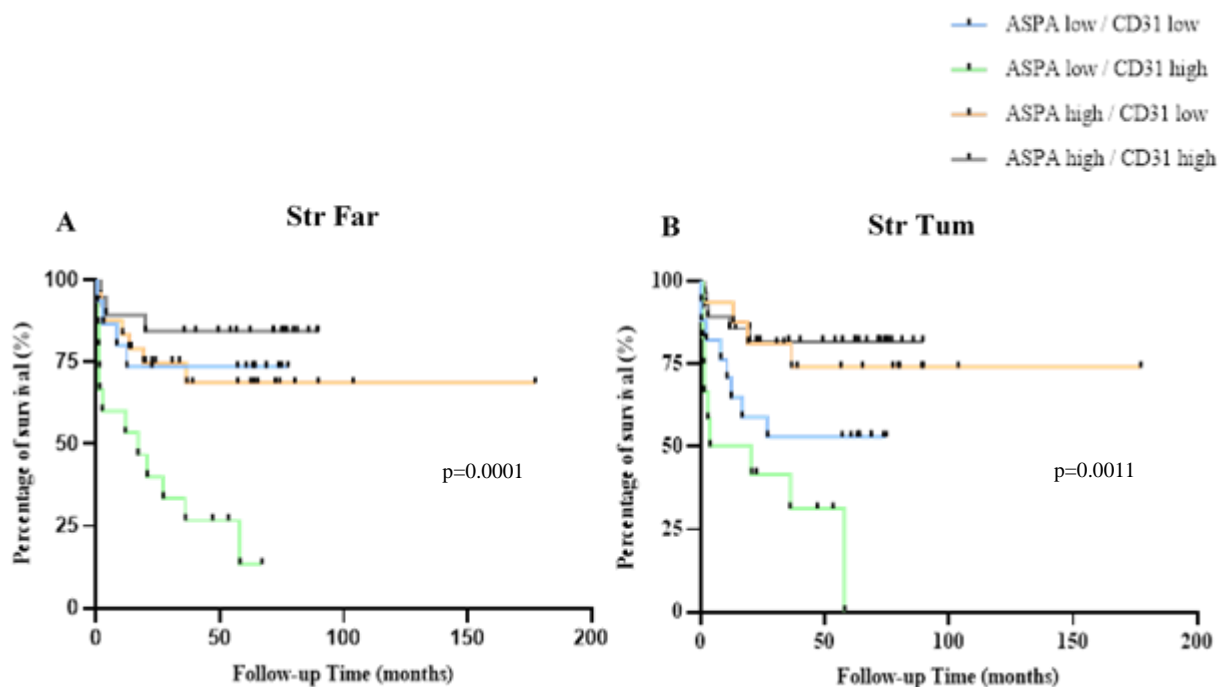 ASPA low / CD31 low
ASPA low / CD31 high
ASPA high / CD31 low
ASPA high / CD31 high
A
Str Far
Percentage of survival (%)
100
75
50
25
0
p=0.0001
0
50
100
150
200
Follow-up Time (months)
B
Str Tum
Percentage of survival (%)
100
75
50
25
0
p=0.0011
0
50
100
150
200
Follow-up Time (months)